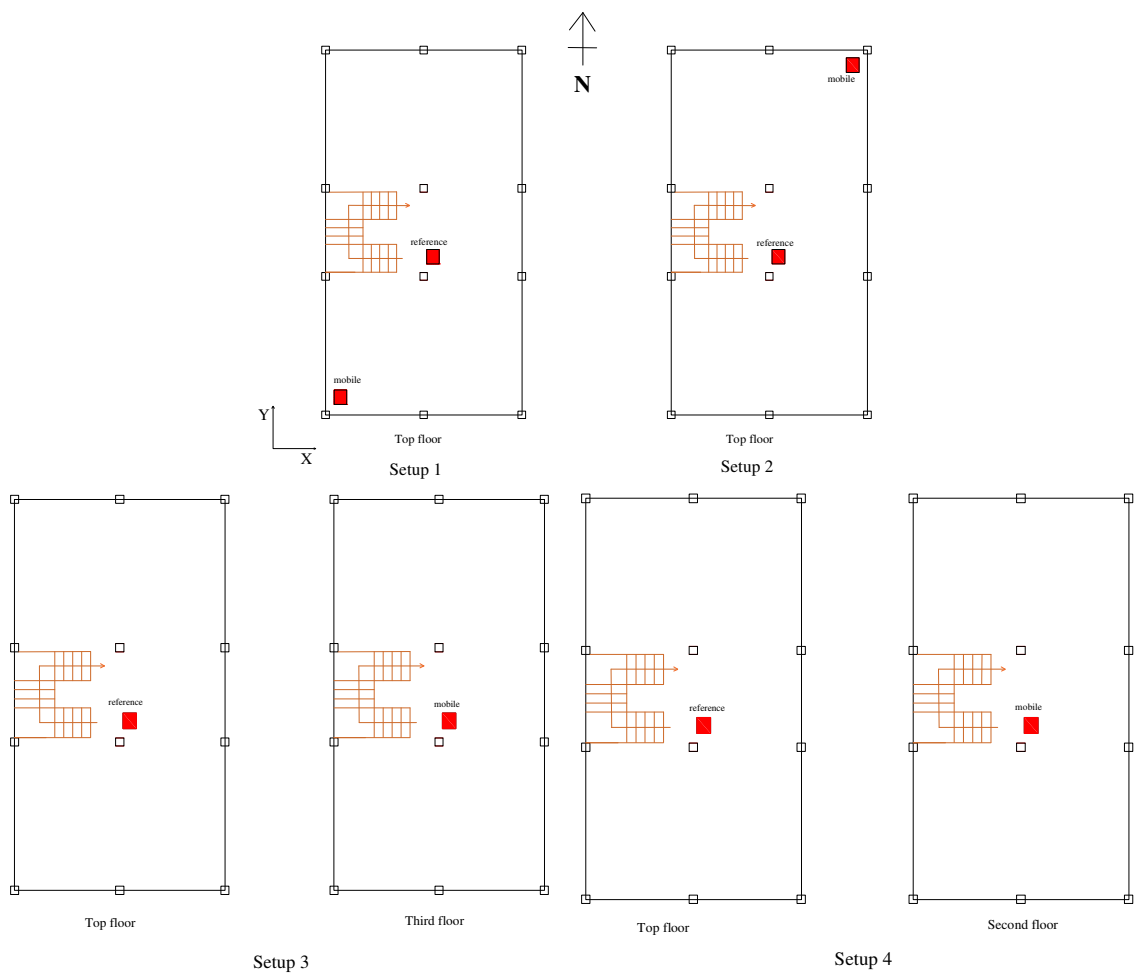 N
mobile
reference
reference
mobile
Y
X
Top floor
Top floor
Setup 1
Setup 2
reference
mobile
reference
mobile
Top floor
Third floor
Top floor
Second floor
Setup 3
Setup 4